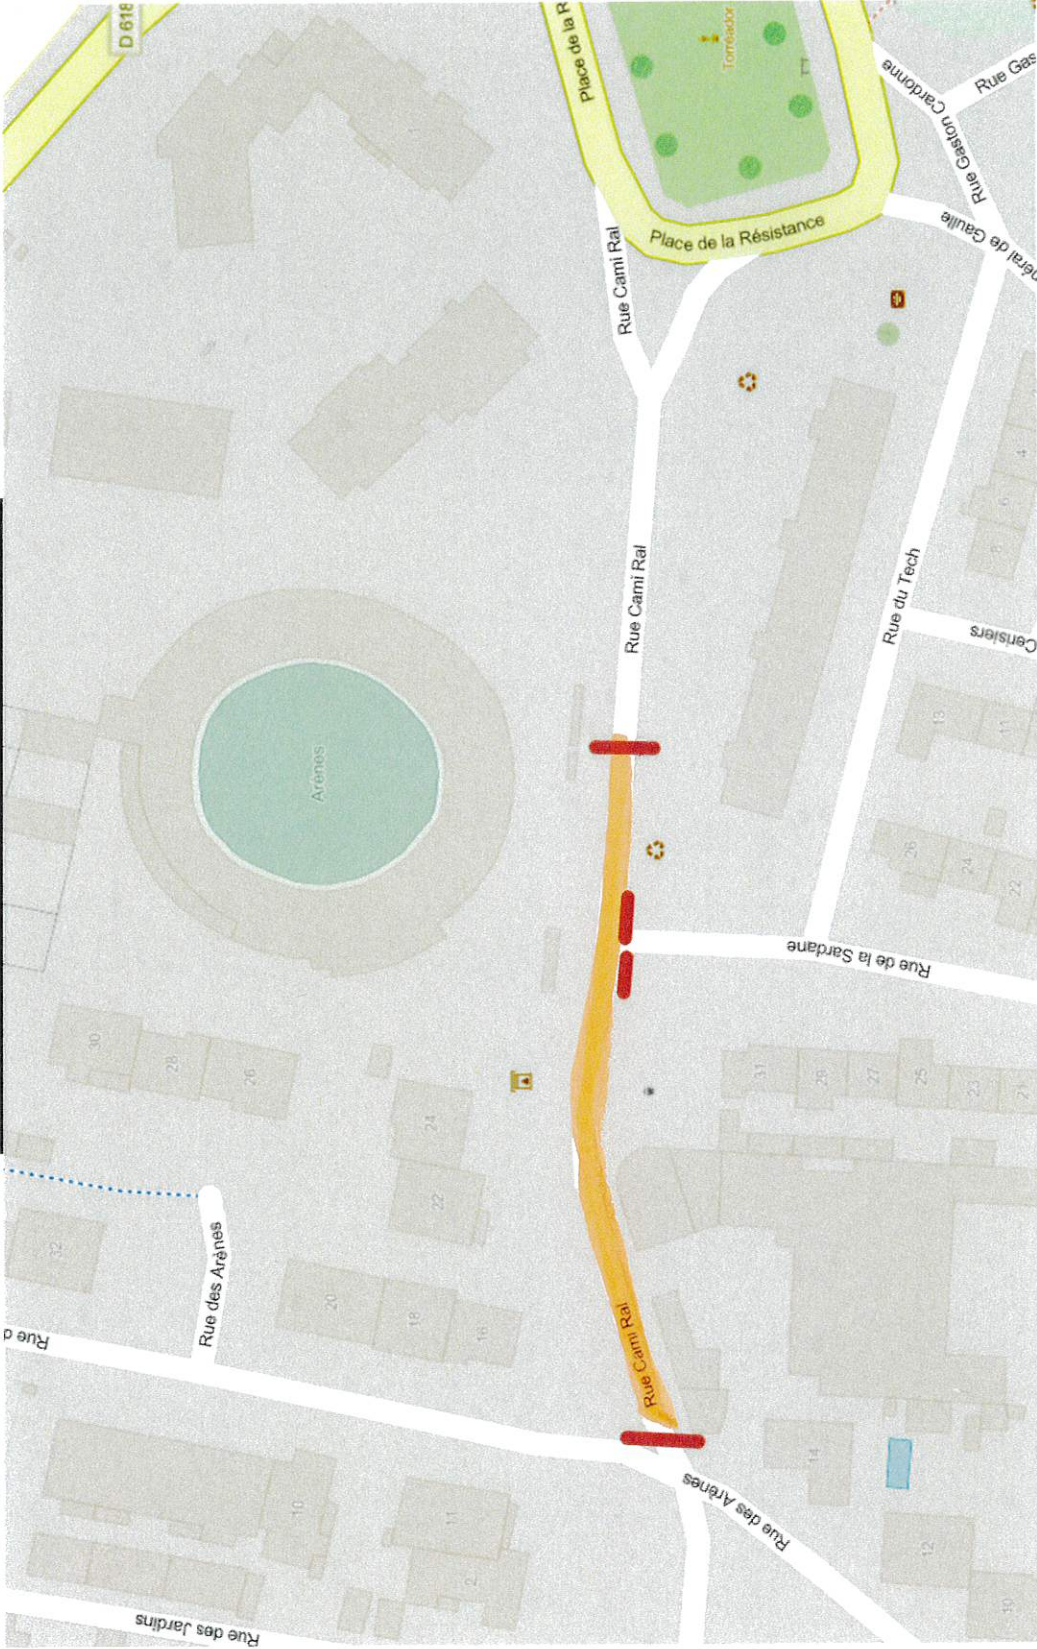 D 618
Place de la R
Torréador
Rue Gaston Cardonne
Rue Gas
Place de la Résistance
néral de Gaulle
Rue Cami Ral
Rue Cami Ral
Rue du Tech
Cerisiers
4
6
8
13
11
Arènes
26
24
22
Rue de la Sardane
30
28
26
24
22
31
29
27
25
23
21
32
Rue des Arènes
20
18
16
Rue d
Rue Cami Ral
14
10
11
2
Rue des Arènes
12
10
Rue des Jardins